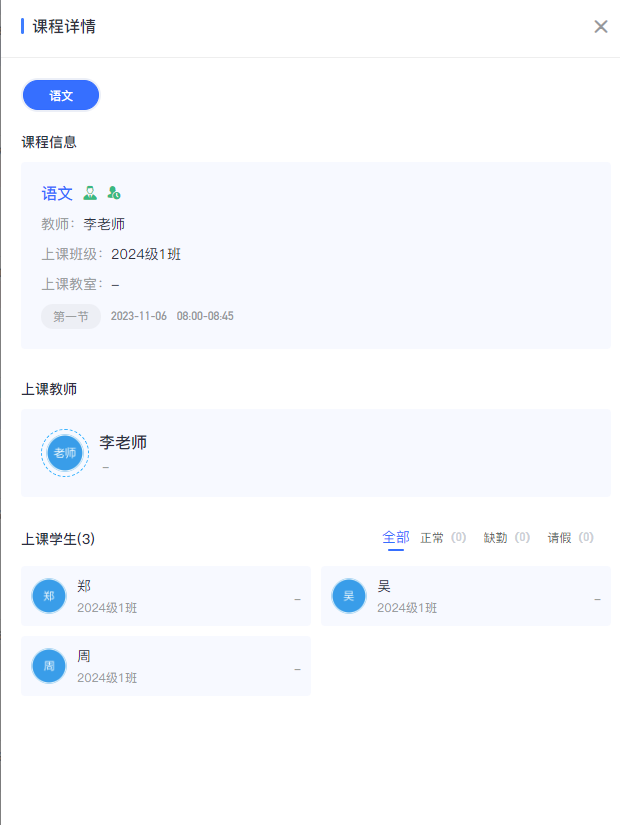 课程详情
语文
课程信息
语文
教师：李老师
上课班级：2024级1班
上课教室：–
第一节 2023-11-06 08:00-08:45
上课教师
老师 李老师
–
上课学生(3) 全部 正常 (0) 缺勤 (0) 请假 (0)
郑 郑
2024级1班 –
吴 吴
2024级1班 –
周 周
2024级1班 –